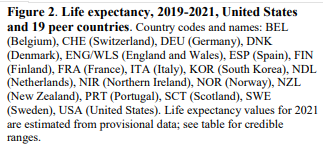 Figure 2. Life expectancy, 2019-2021, United States
and 19 peer countries. Country codes and names: BEL
(Belgium), CHE (Switzerland), DEU (Germany), DNK
(Denmark), ENG/WLS (England and Wales), ESP (Spain), FIN
(Finland), FRA (France), ITA (Italy), KOR (South Korea), NDL
(Netherlands), NIR (Northern Ireland), NOR (Norway), NZL
(New Zealand), PRT (Portugal), SCT (Scotland), SWE
(Sweden), USA (United States). Life expectancy values for 2021
are estimated from provisional data; see table for credible
ranges.